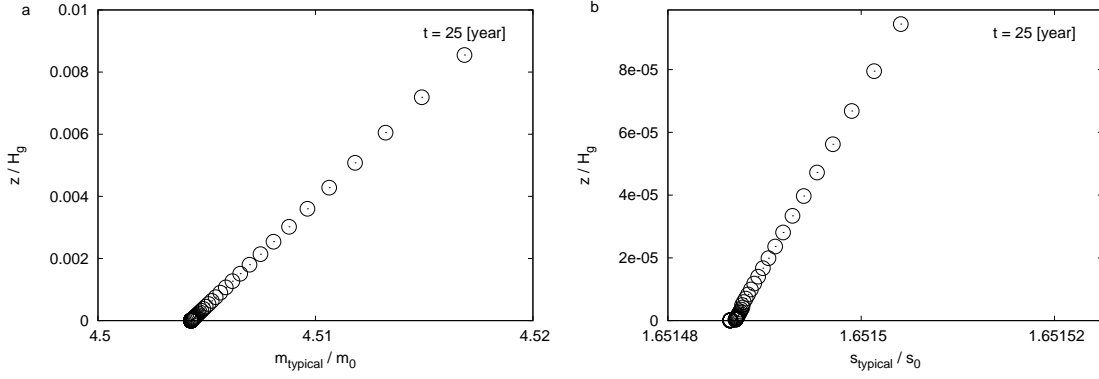 a
t = 25 [year]
0.01
0.008
0.006
0.004
0.002
0
z / H_g
4.5
4.51
4.52
m_typical / m_0
b
t = 25 [year]
8e-05
6e-05
4e-05
2e-05
0
z / H_g
1.65148
1.6515
1.65152
s_typical / s_0